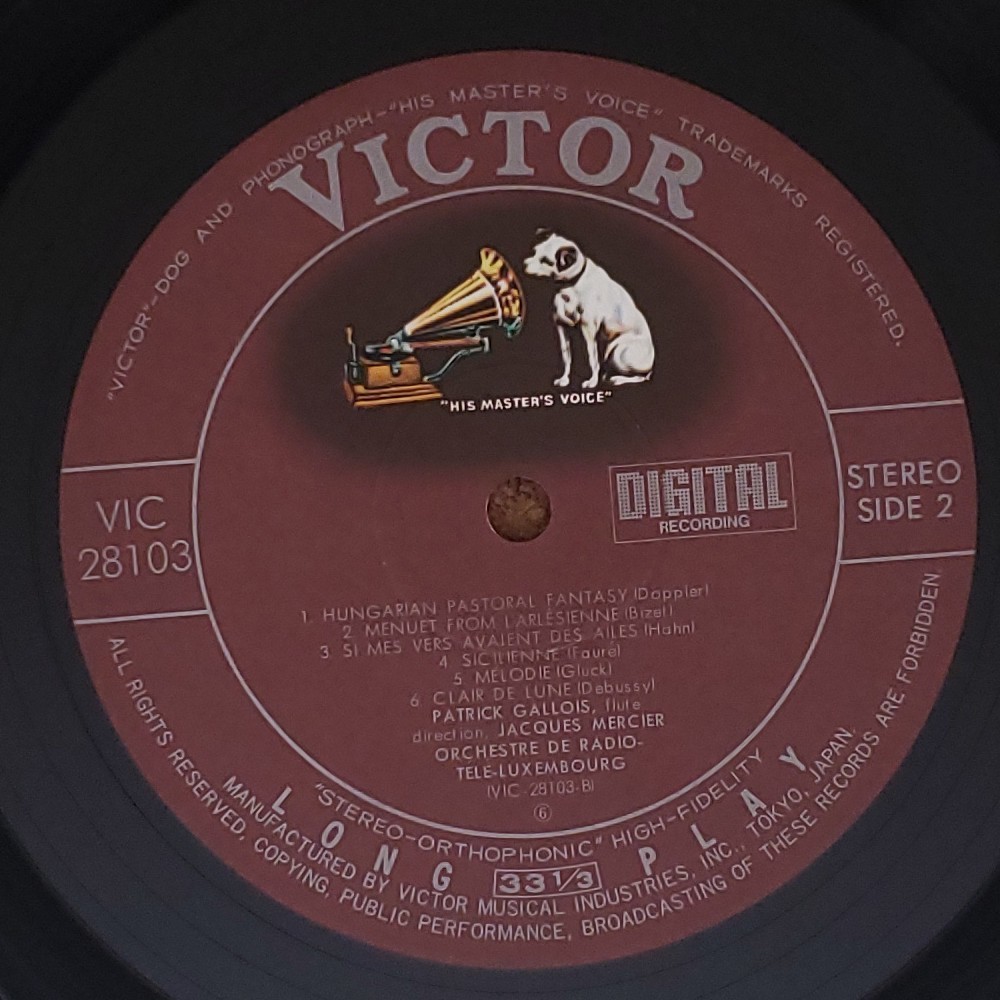 "VICTOR"–DOG AND PHONOGRAPH–"HIS MASTER'S VOICE" TRADEMARKS REGISTERED.
VICTOR
"HIS MASTER'S VOICE"
VIC
28103
DIGITAL
RECORDING
STEREO
SIDE 2
1. HUNGARIAN PASTORAL FANTASY (Doppler)
2. MENUET FROM L'ARLÉSIENNE (Bizet)
3. SI MES VERS AVAIENT DES AILES (Hahn)
4. SICILIENNE (Fauré)
5. MÉLODIE (Gluck)
6. CLAIR DE LUNE (Debussy)
PATRICK GALLOIS, flute
direction, JACQUES MERCIER
ORCHESTRE DE RADIO-
TÉLÉ-LUXEMBOURG
(VIC-28103-B)
⑥
"STEREO–ORTHOPHONIC" HIGH–FIDELITY
LONG 33 1/3 PLAY
MANUFACTURED BY VICTOR MUSICAL INDUSTRIES, INC., TOKYO, JAPAN.
ALL RIGHTS RESERVED, COPYING, PUBLIC PERFORMANCE, BROADCASTING OF THESE RECORDS ARE FORBIDDEN.